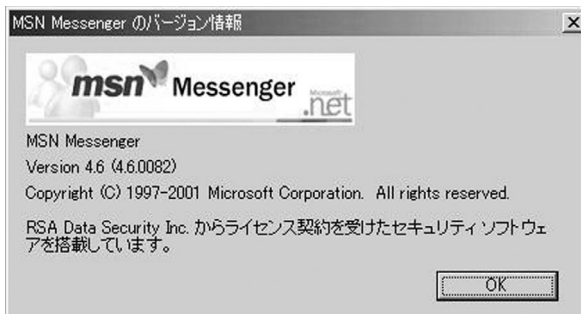 MSN Messenger のバージョン情報
msn Messenger
Microsoft
.net
MSN Messenger
Version 4.6 (4.6.0082)
Copyright (C) 1997-2001 Microsoft Corporation.  All rights reserved.
RSA Data Security Inc. からライセンス契約を受けたセキュリティ ソフトウェ
アを搭載しています。
OK